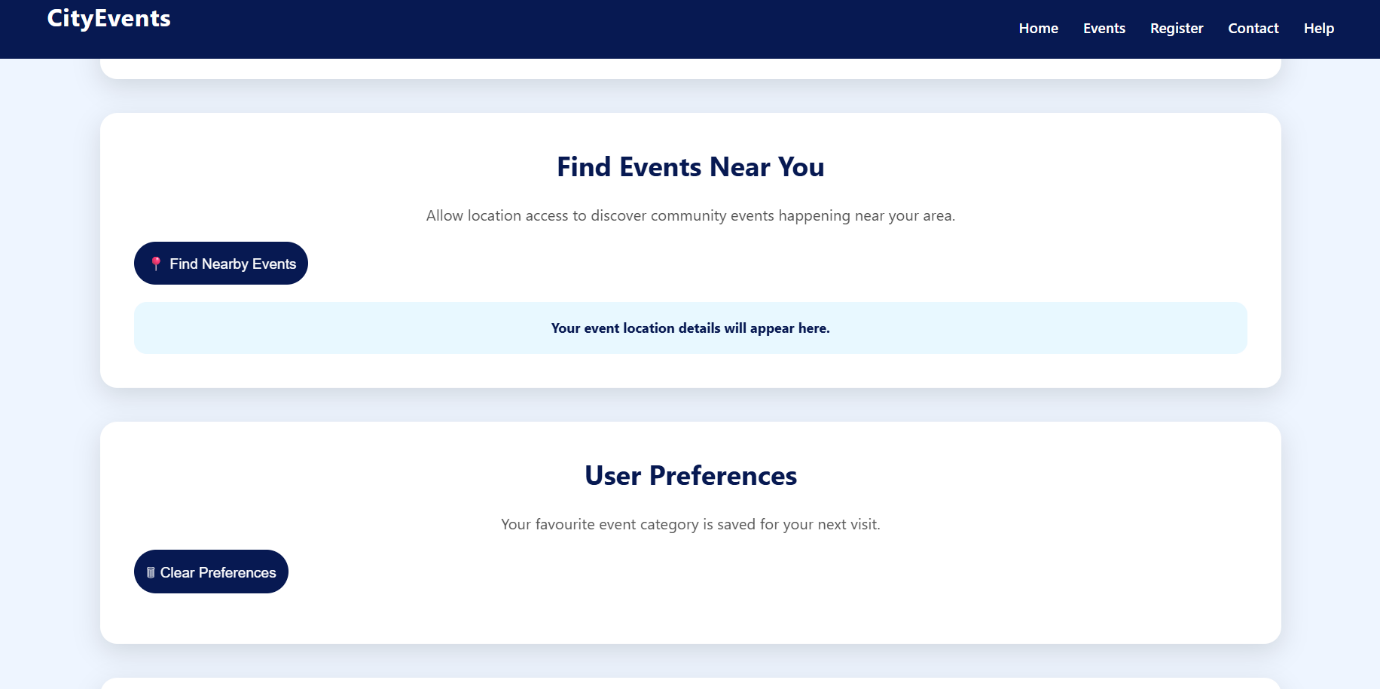 CityEvents
Home Events Register Contact Help
Find Events Near You
Allow location access to discover community events happening near your area.
📍 Find Nearby Events
Your event location details will appear here.
User Preferences
Your favourite event category is saved for your next visit.
🗑 Clear Preferences